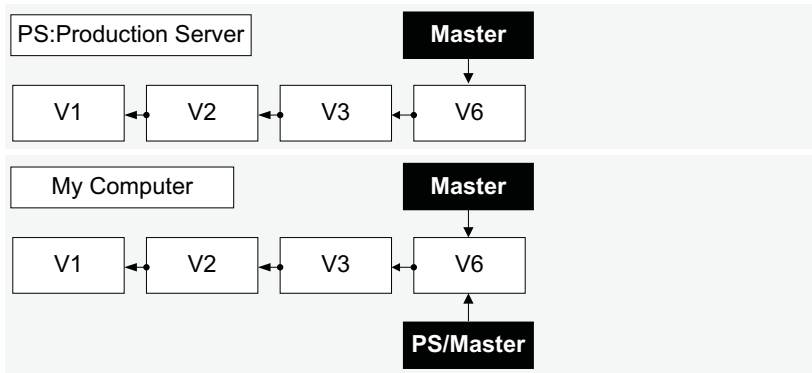 PS:Production Server
Master
V1 V2 V3 V6
My Computer
Master
V1 V2 V3 V6
PS/Master